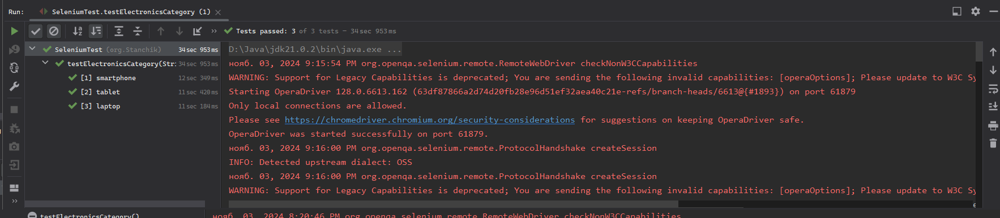 Run: SeleniumTest.testElectronicsCategory (1)
Tests passed: 3 of 3 tests – 34 sec 953 ms
SeleniumTest (org.Stanchik) 34 sec 953 ms
testElectronicsCategory(Stri 34 sec 953 ms
[1] smartphone 12 sec 349 ms
[2] tablet 11 sec 420 ms
[3] laptop 11 sec 184 ms
D:\Java\jdk21.0.2\bin\java.exe ...
нояб. 03, 2024 9:15:54 PM org.openqa.selenium.remote.RemoteWebDriver checkNonW3CCapabilities
WARNING: Support for Legacy Capabilities is deprecated; You are sending the following invalid capabilities: [operaOptions]; Please update to W3C Sy
Starting OperaDriver 128.0.6613.162 (63df87866a2d74d20fb28e96d51ef32aea40c21e-refs/branch-heads/6613@{#1893}) on port 61879
Only local connections are allowed.
Please see https://chromedriver.chromium.org/security-considerations for suggestions on keeping OperaDriver safe.
OperaDriver was started successfully on port 61879.
нояб. 03, 2024 9:16:00 PM org.openqa.selenium.remote.ProtocolHandshake createSession
INFO: Detected upstream dialect: OSS
нояб. 03, 2024 9:16:00 PM org.openqa.selenium.remote.ProtocolHandshake createSession
WARNING: Support for Legacy Capabilities is deprecated; You are sending the following invalid capabilities: [operaOptions]; Please update to W3C Sy
testElectronicsCategory()
нояб. 03, 2024 8:20:46 PM org.openqa.selenium.remote.RemoteWebDriver checkNonW3CCapabilities